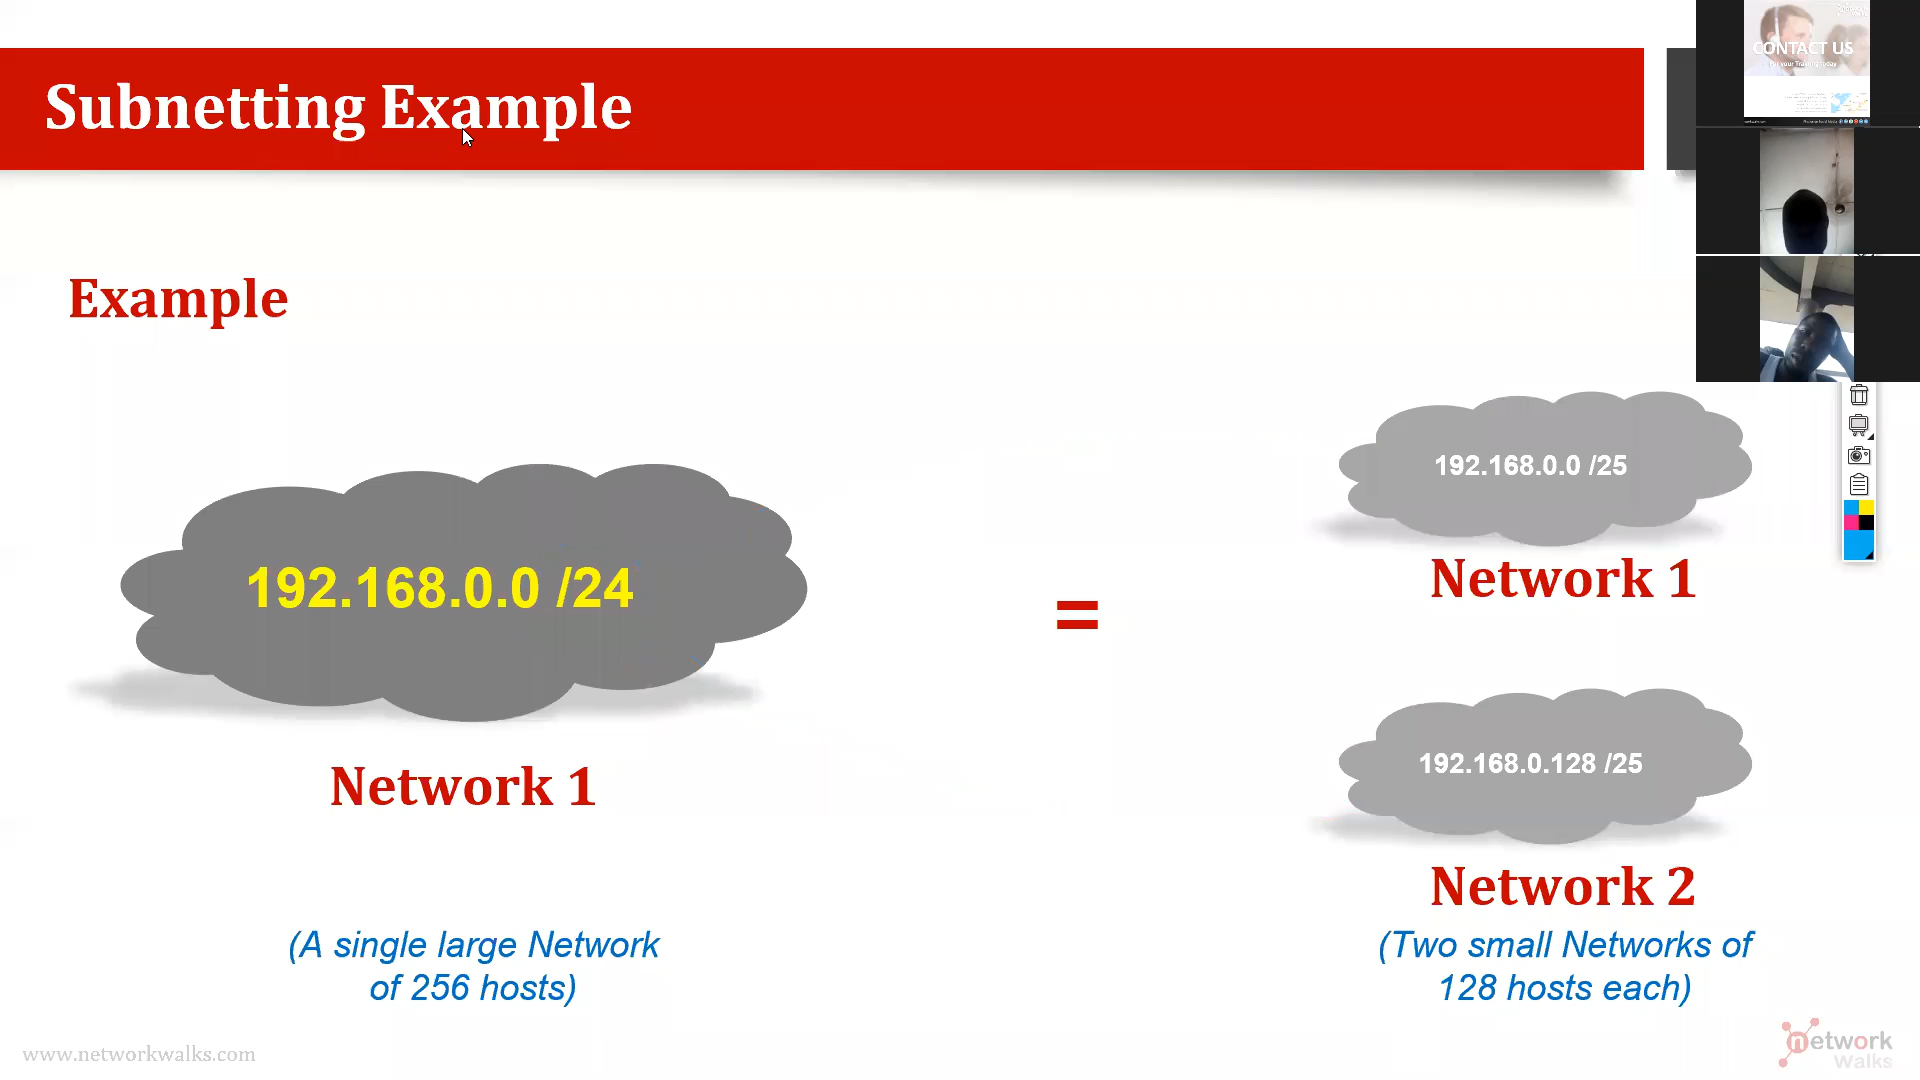 Subnetting Example
CONTACT US
Example
192.168.0.0 /24
Network 1
(A single large Network
of 256 hosts)
=
192.168.0.0 /25
Network 1
192.168.0.128 /25
Network 2
(Two small Networks of
128 hosts each)
www.networkwalks.com
network
Walks